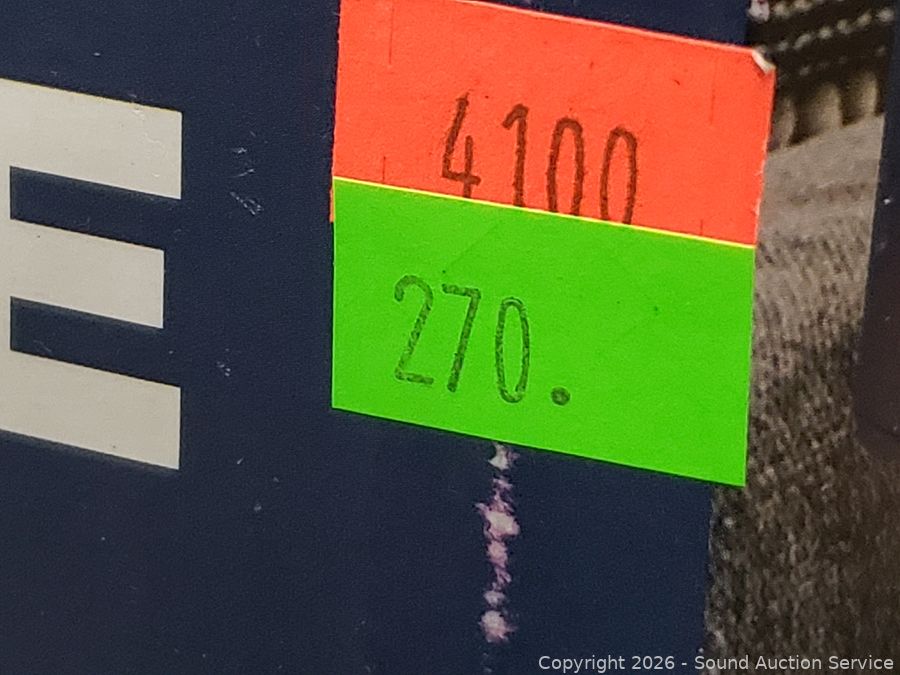 4100
E
270.
Copyright 2026 - Sound Auction Service